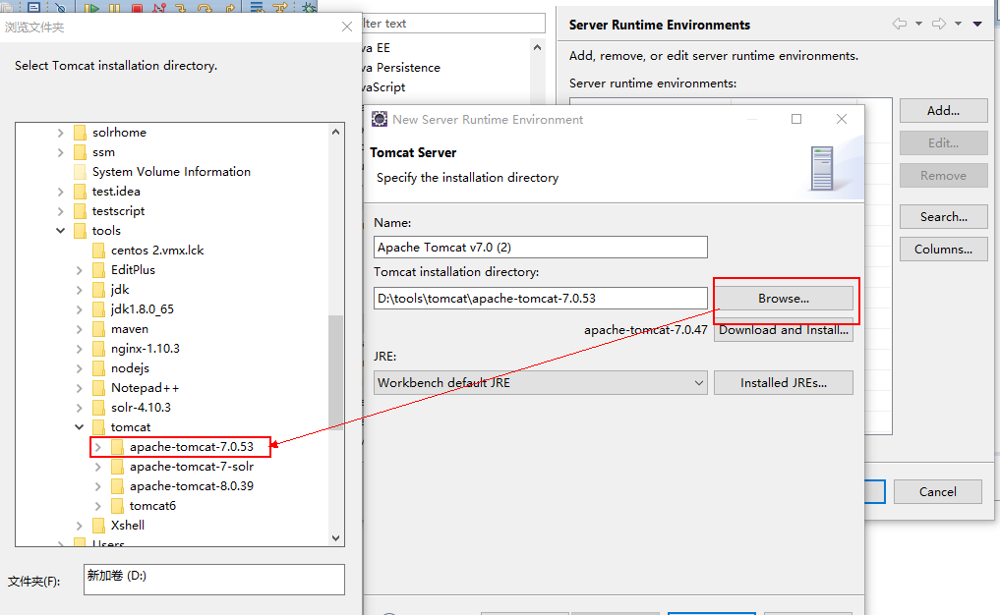 浏览文件夹
Select Tomcat installation directory.
solrhome
ssm
System Volume Information
test.idea
testscript
tools
centos 2.vmx.lck
EditPlus
jdk
jdk1.8.0_65
maven
nginx-1.10.3
nodejs
Notepad++
solr-4.10.3
tomcat
apache-tomcat-7.0.53
apache-tomcat-7-solr
apache-tomcat-8.0.39
tomcat6
Xshell
Users
文件夹(F):
新加卷 (D:)
lter text
va EE
va Persistence
vaScript
Server Runtime Environments
Add, remove, or edit server runtime environments.
Server runtime environments:
Add...
Edit...
Remove
Search...
Columns...
Cancel
New Server Runtime Environment
Tomcat Server
Specify the installation directory
Name:
Apache Tomcat v7.0 (2)
Tomcat installation directory:
D:\tools\tomcat\apache-tomcat-7.0.53
Browse...
apache-tomcat-7.0.47
Download and Install...
JRE:
Workbench default JRE
Installed JREs...